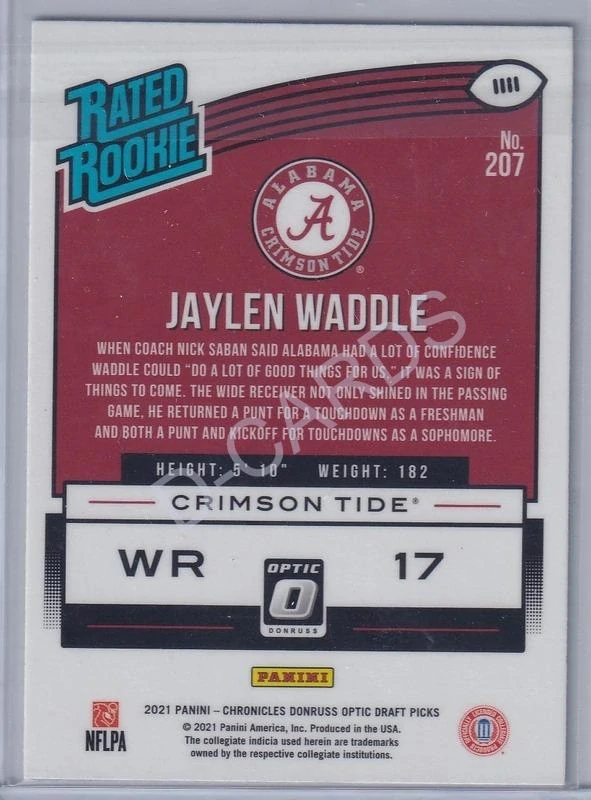 RATED
ROOKIE
No.
207
ALABAMA
A
CRIMSON TIDE®
JAYLEN WADDLE
WHEN COACH NICK SABAN SAID ALABAMA HAD A LOT OF CONFIDENCE
WADDLE COULD “DO A LOT OF GOOD THINGS FOR US,” IT WAS A SIGN OF
THINGS TO COME. THE WIDE RECEIVER NOT ONLY SHINED IN THE PASSING
GAME, HE RETURNED A PUNT FOR A TOUCHDOWN AS A FRESHMAN
AND BOTH A PUNT AND KICKOFF FOR TOUCHDOWNS AS A SOPHOMORE.
HEIGHT: 5' 10" WEIGHT: 182
CRIMSON TIDE®
WR 17
OPTIC
O
DONRUSS
PANINI
2021 PANINI – CHRONICLES DONRUSS OPTIC DRAFT PICKS
© 2021 Panini America, Inc. Produced in the USA.
The collegiate indicia used herein are trademarks
owned by the respective collegiate institutions.
NFLPA
OFFICIALLY LICENSED COLLEGIATE PRODUCTS
D-CARDS